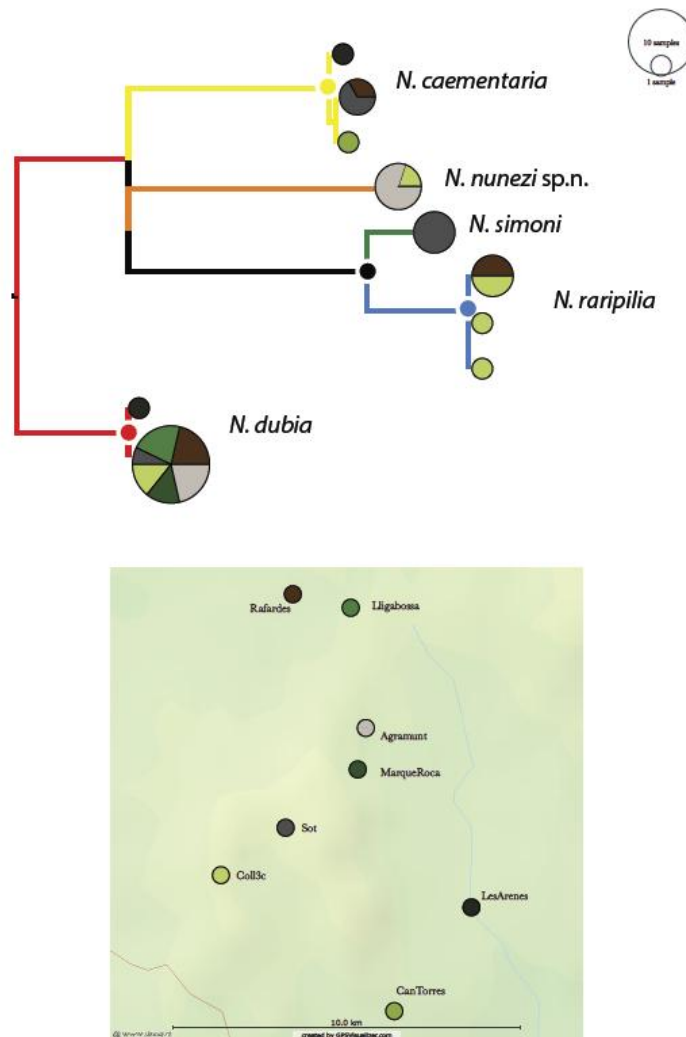 10 samples
1 sample
N. caementaria
N. nunezi sp.n.
N. simoni
N. raripilia
N. dubia
Rafardes
Lligabossa
Agramunt
MarqueRoca
Sot
Coll3c
LesArenes
CanTorres
10.0 km
created by GPSVisualizer.com